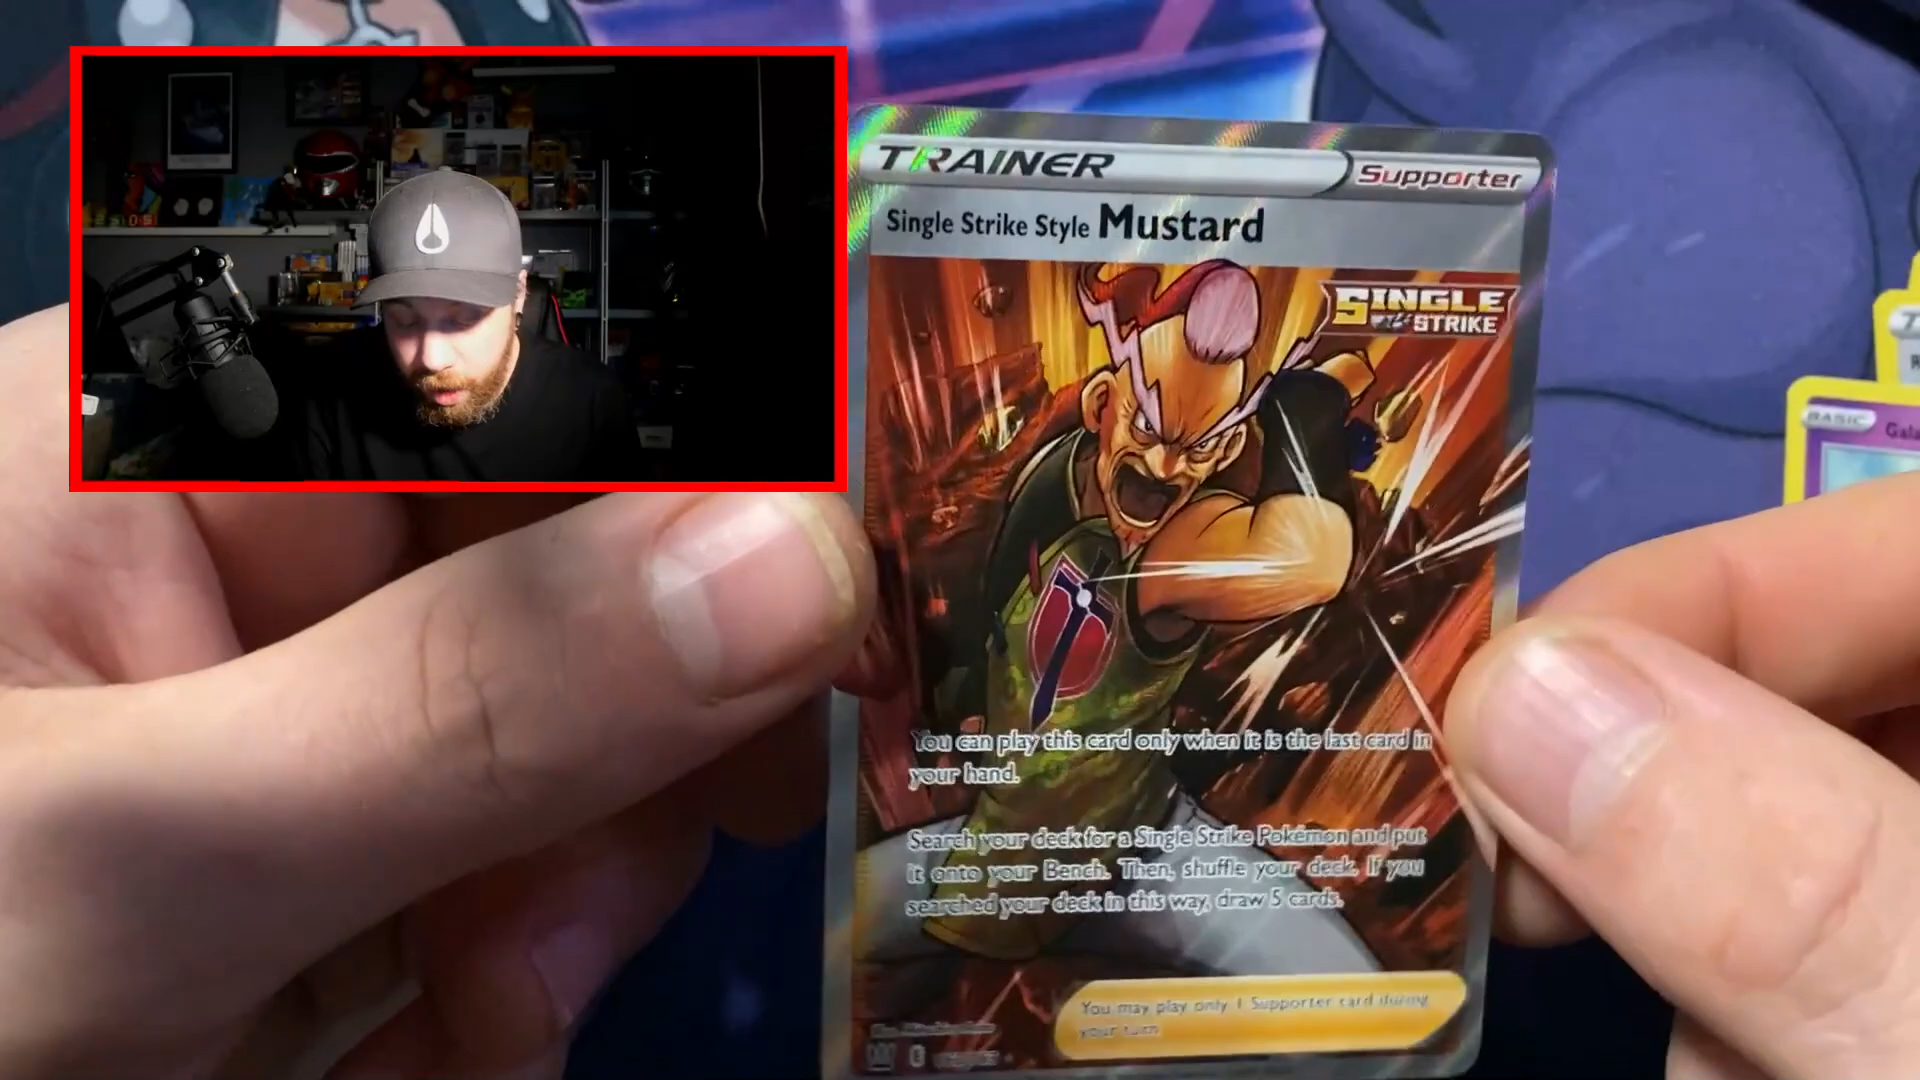 TRAINER
Supporter
Single Strike Style Mustard
SINGLE
STRIKE
You can play this card only when it is the last card in
your hand.
Search your deck for a Single Strike Pokémon and put
it onto your Bench. Then, shuffle your deck. If you
searched your deck in this way, draw 5 cards.
You may play only 1 Supporter card during
your turn.
BASIC